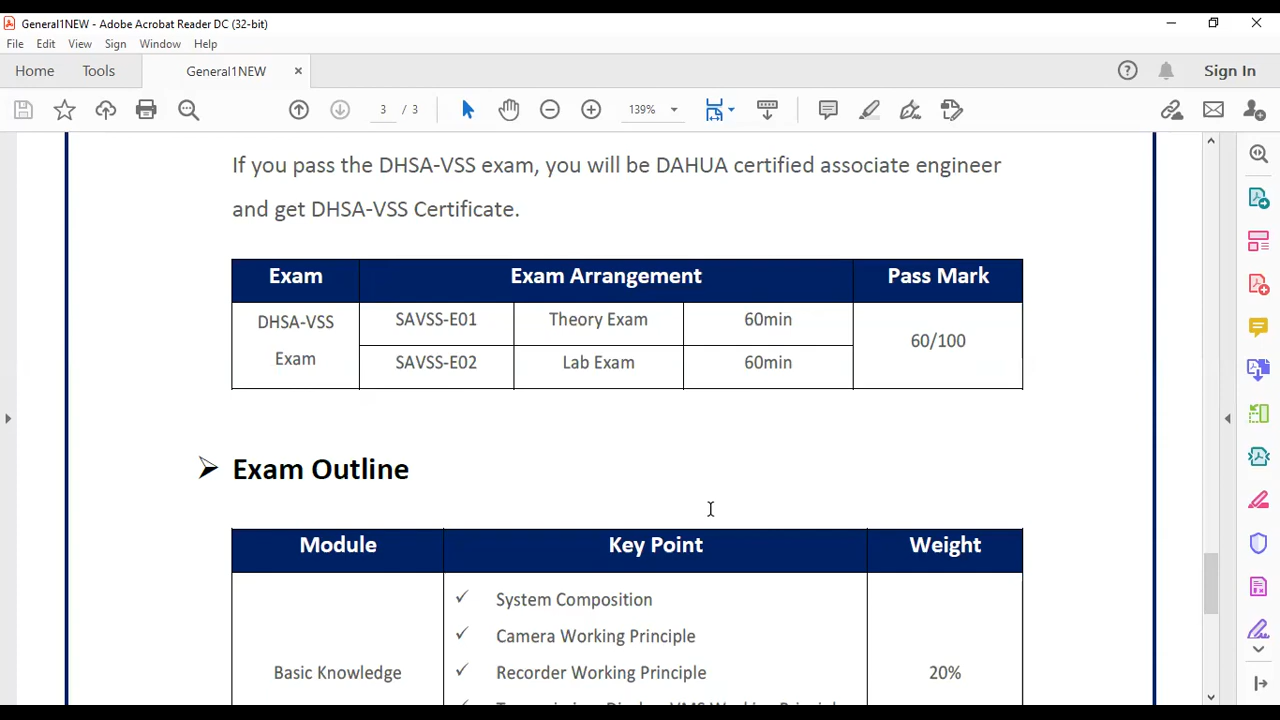 General1NEW - Adobe Acrobat Reader DC (32-bit)
File Edit View Sign Window Help
Home Tools General1NEW × Sign In
3 / 3 139%
If you pass the DHSA-VSS exam, you will be DAHUA certified associate engineer
and get DHSA-VSS Certificate.
Exam Exam Arrangement Pass Mark
DHSA-VSS Exam SAVSS-E01 Theory Exam 60min 60/100
SAVSS-E02 Lab Exam 60min
Exam Outline
Module Key Point Weight
System Composition
Camera Working Principle
Basic Knowledge Recorder Working Principle 20%